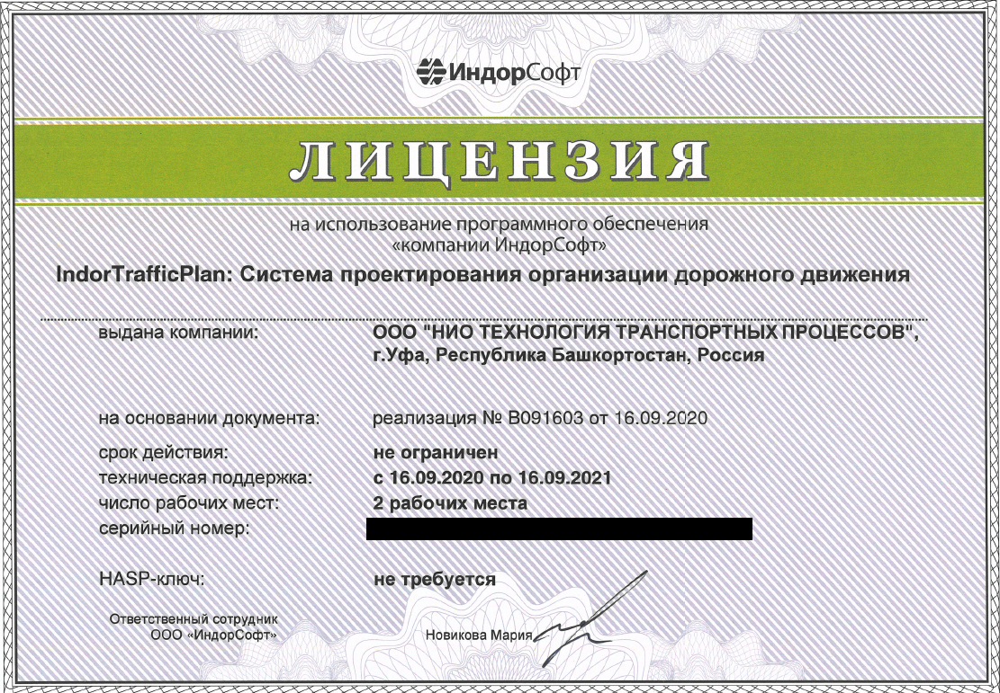 ИндорСофт
ЛИЦЕНЗИЯ
на использование программного обеспечения
«компании ИндорСофт»
IndorTrafficPlan: Система проектирования организации дорожного движения
выдана компании: ООО "НИО ТЕХНОЛОГИЯ ТРАНСПОРТНЫХ ПРОЦЕССОВ",
г.Уфа, Республика Башкортостан, Россия
на основании документа: реализация № В091603 от 16.09.2020
срок действия: не ограничен
техническая поддержка: с 16.09.2020 по 16.09.2021
число рабочих мест: 2 рабочих места
серийный номер:
HASP-ключ: не требуется
Ответственный сотрудник
ООО «ИндорСофт» Новикова Мария